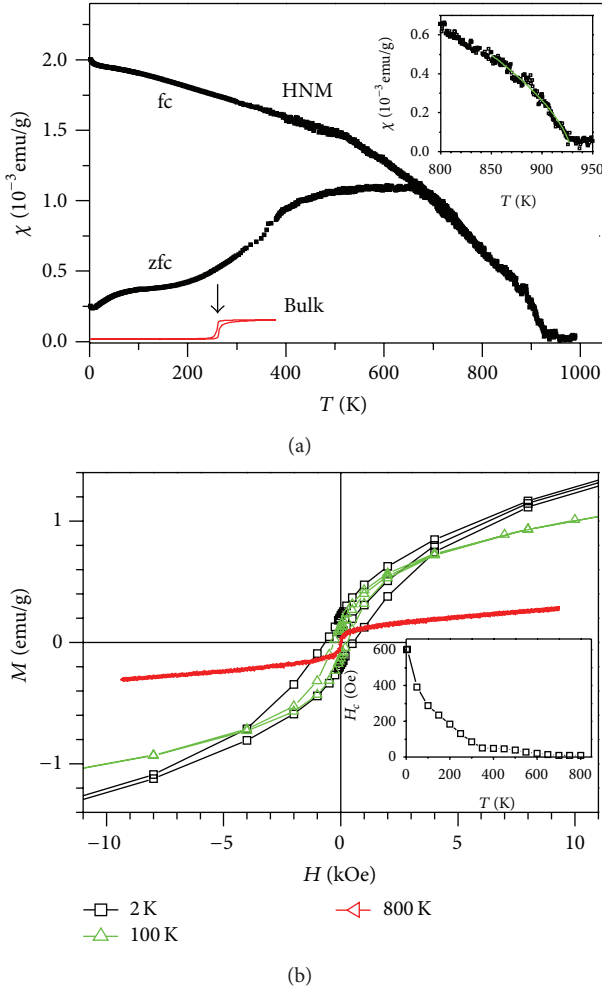 2.0
1.5
1.0
0.5
0.0
χ (10⁻³ emu/g)
fc
HNM
zfc
Bulk
0.6
0.4
0.2
0.0
χ (10⁻³ emu/g)
800 850 900 950
T (K)
0 200 400 600 800 1000
T (K)
(a)
1
0
−1
M (emu/g)
600
400
200
0
H_c (Oe)
0 200 400 600 800
T (K)
−10 −5 0 5 10
H (kOe)
2 K 800 K
100 K
(b)